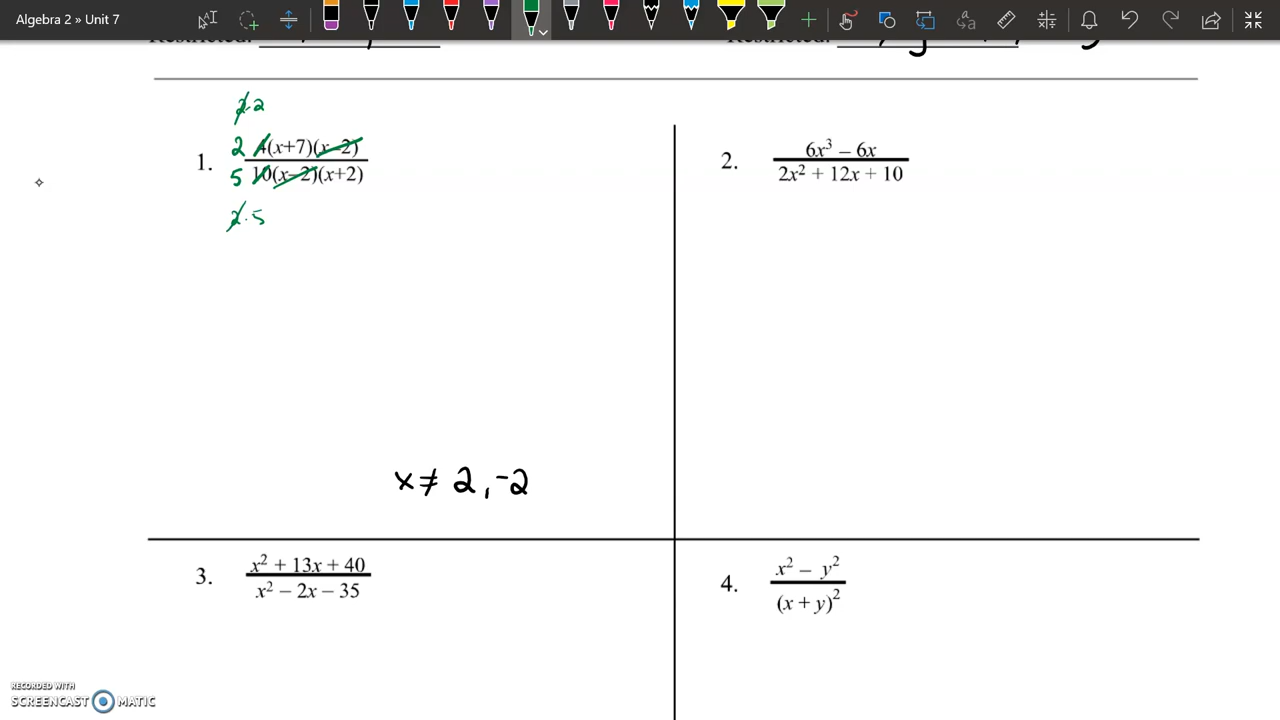 Algebra 2 » Unit 7
Restricted:
Restricted:
2·2
2 4(x+7)(x–2)
1.
5 10(x–2)(x+2)
2·5
x ≠ 2, -2
2.
6x³ – 6x
2x² + 12x + 10
3.
x² + 13x + 40
x² – 2x – 35
4.
x² – y²
(x + y)²
RECORDED WITH
SCREENCAST MATIC